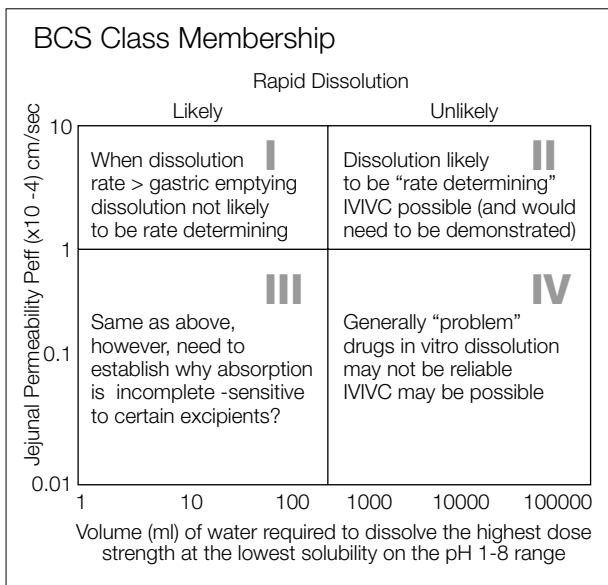 BCS Class Membership
Rapid Dissolution
Likely
Unlikely
Jejunal Permeability Peff (x10 -4) cm/sec
10
1
0.1
0.01
I
When dissolution
rate > gastric emptying
dissolution not likely
to be rate determining
II
Dissolution likely
to be “rate determining”
IVIVC possible (and would
need to be demonstrated)
III
Same as above,
however, need to
establish why absorption
is incomplete -sensitive
to certain excipients?
IV
Generally “problem”
drugs in vitro dissolution
may not be reliable
IVIVC may be possible
1 10 100 1000 10000 100000
Volume (ml) of water required to dissolve the highest dose
strength at the lowest solubility on the pH 1-8 range